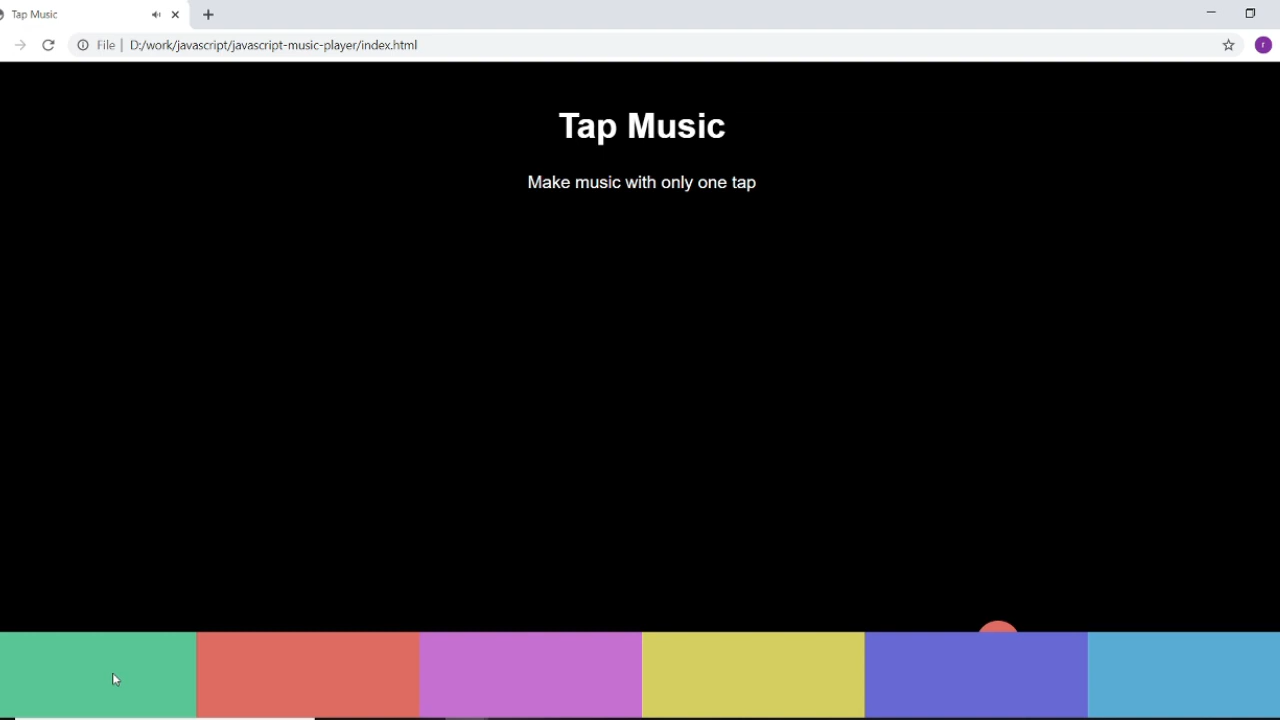 Tap Music
File | D:/work/javascript/javascript-music-player/index.html
r
Tap Music
Make music with only one tap